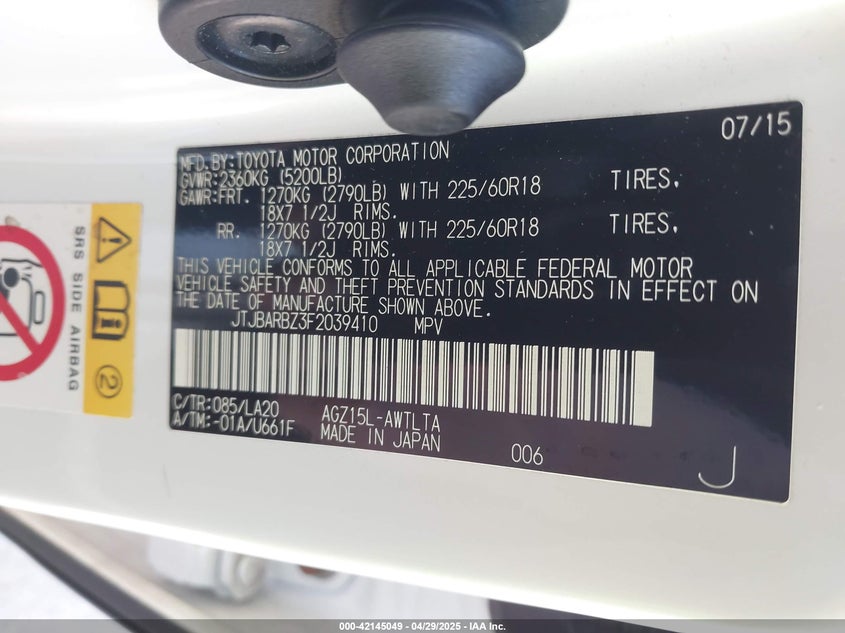 07/15
MFD. BY:TOYOTA MOTOR CORPORATION
GVWR:2360KG (5200LB)
GAWR:FRT. 1270KG (2790LB) WITH 225/60R18 TIRES,
18X7 1/2J RIMS.
RR. 1270KG (2790LB) WITH 225/60R18 TIRES,
18X7 1/2J RIMS.
THIS VEHICLE CONFORMS TO ALL APPLICABLE FEDERAL MOTOR
VEHICLE SAFETY AND THEFT PREVENTION STANDARDS IN EFFECT ON
THE DATE OF MANUFACTURE SHOWN ABOVE.
JTJBARBZ3F2039410 MPV
C/TR:085/LA20 AGZ15L-AWTLTA
A/TM:-01A/U661F MADE IN JAPAN
006
J
SRS SIDE AIRBAG
2
000-42145049 - 04/29/2025 - IAA Inc.